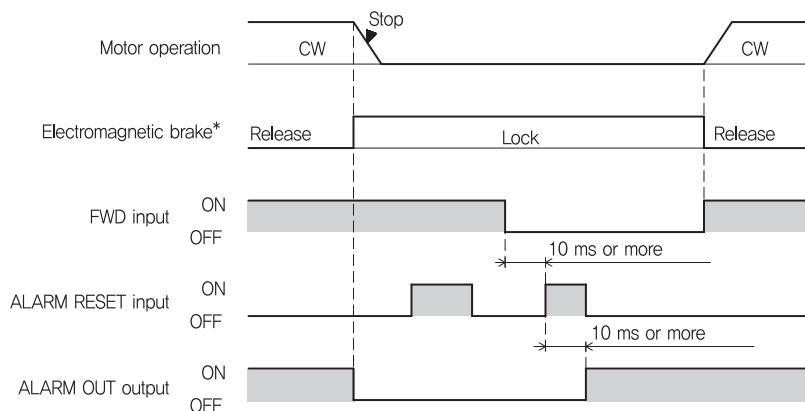 Stop
Motor operation
CW
CW
Electromagnetic brake*
Release
Lock
Release
FWD input
ON
OFF
10 ms or more
ALARM RESET input
ON
OFF
10 ms or more
ALARM OUT output
ON
OFF